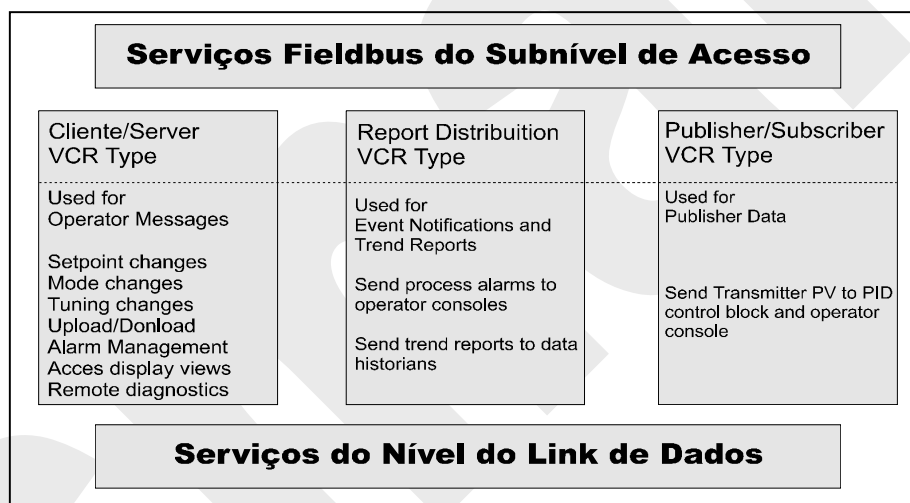 Serviços Fieldbus do Subnível de Acesso
Cliente/Server
VCR Type
Used for
Operator Messages
Setpoint changes
Mode changes
Tuning changes
Upload/Donload
Alarm Management
Acces display views
Remote diagnostics
Report Distribuition
VCR Type
Used for
Event Notifications and
Trend Reports
Send process alarms to
operator consoles
Send trend reports to data
historians
Publisher/Subscriber
VCR Type
Used for
Publisher Data
Send Transmitter PV to PID
control block and operator
console
Serviços do Nível do Link de Dados